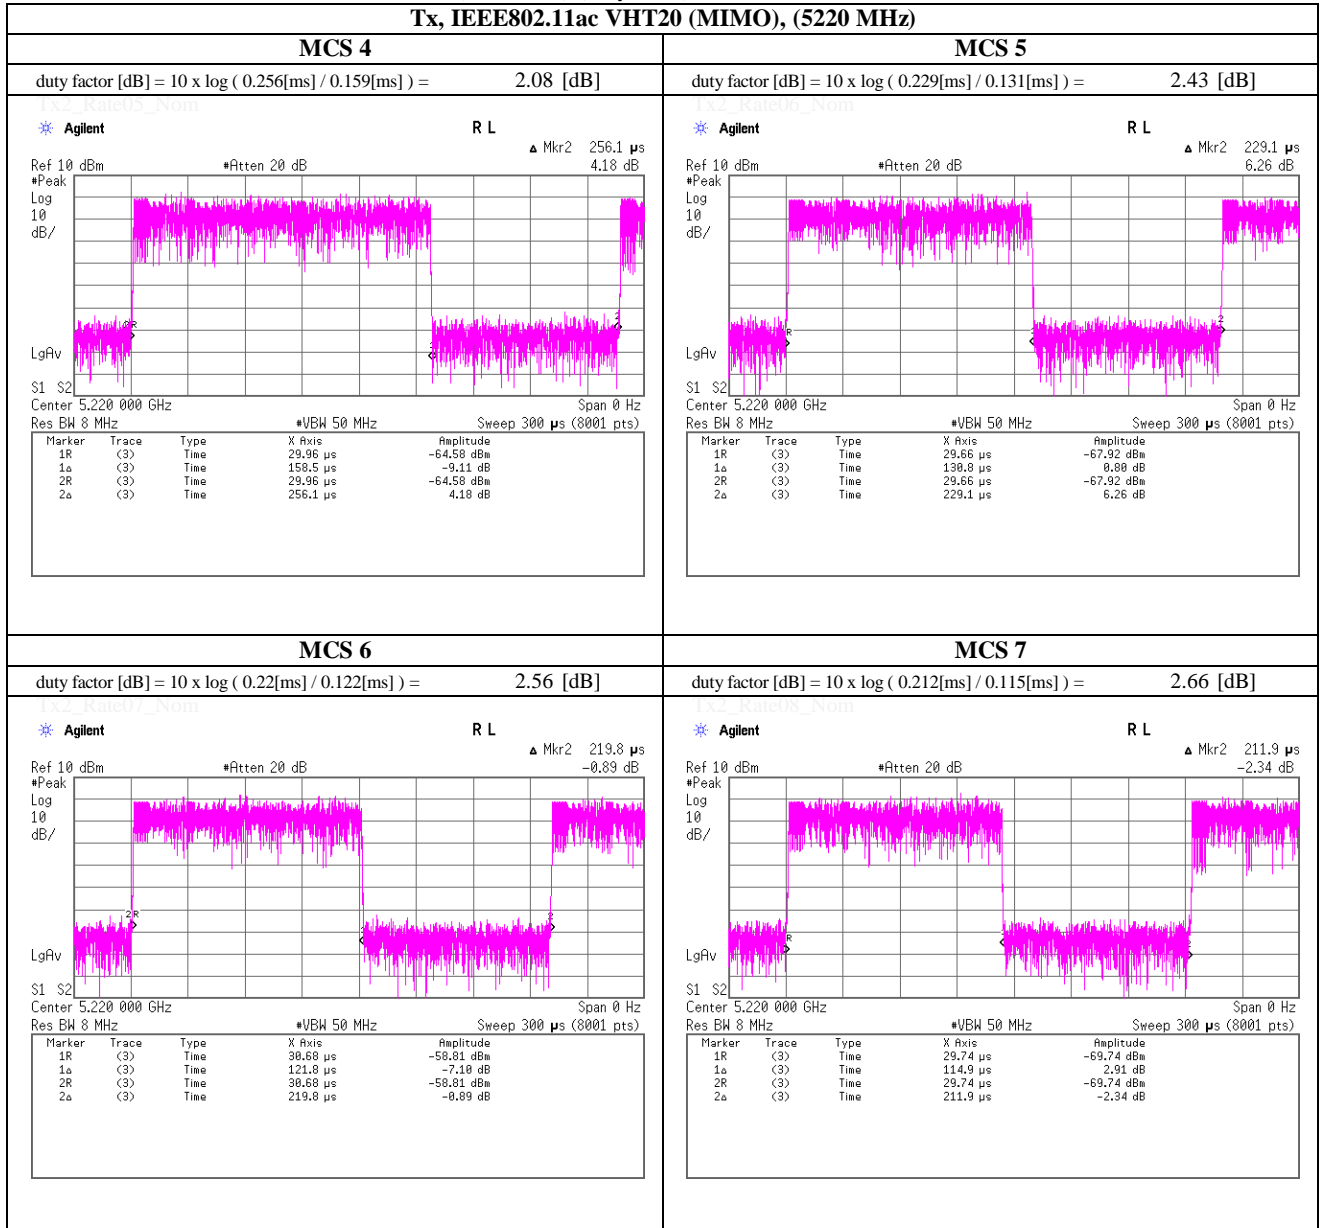 Tx, IEEE802.11ac VHT20 (MIMO), (5220 MHz)
MCS 4
duty factor [dB] = 10 x log ( 0.256[ms] / 0.159[ms] ) = 2.08 [dB]
Tx2_Rate05_Nom
Agilent R L
Δ Mkr2 256.1 µs
Ref 10 dBm #Atten 20 dB 4.18 dB
#Peak
Log
10
dB/
LgAv
S1 S2
Center 5.220 000 GHz Span 0 Hz
Res BW 8 MHz #VBW 50 MHz Sweep 300 µs (8001 pts)
Marker Trace Type X Axis Amplitude
1R (3) Time 29.96 µs -64.58 dBm
1Δ (3) Time 158.5 µs -9.11 dB
2R (3) Time 29.96 µs -64.58 dBm
2Δ (3) Time 256.1 µs 4.18 dB
MCS 5
duty factor [dB] = 10 x log ( 0.229[ms] / 0.131[ms] ) = 2.43 [dB]
Tx2_Rate06_Nom
Agilent R L
Δ Mkr2 229.1 µs
Ref 10 dBm #Atten 20 dB 6.26 dB
#Peak
Log
10
dB/
LgAv
S1 S2
Center 5.220 000 GHz Span 0 Hz
Res BW 8 MHz #VBW 50 MHz Sweep 300 µs (8001 pts)
Marker Trace Type X Axis Amplitude
1R (3) Time 29.66 µs -67.92 dBm
1Δ (3) Time 130.8 µs 0.80 dB
2R (3) Time 29.66 µs -67.92 dBm
2Δ (3) Time 229.1 µs 6.26 dB
MCS 6
duty factor [dB] = 10 x log ( 0.22[ms] / 0.122[ms] ) = 2.56 [dB]
Tx2_Rate07_Nom
Agilent R L
Δ Mkr2 219.8 µs
Ref 10 dBm #Atten 20 dB -0.89 dB
#Peak
Log
10
dB/
LgAv
S1 S2
Center 5.220 000 GHz Span 0 Hz
Res BW 8 MHz #VBW 50 MHz Sweep 300 µs (8001 pts)
Marker Trace Type X Axis Amplitude
1R (3) Time 30.68 µs -58.81 dBm
1Δ (3) Time 121.8 µs -7.10 dB
2R (3) Time 30.68 µs -58.81 dBm
2Δ (3) Time 219.8 µs -0.89 dB
MCS 7
duty factor [dB] = 10 x log ( 0.212[ms] / 0.115[ms] ) = 2.66 [dB]
Tx2_Rate08_Nom
Agilent R L
Δ Mkr2 211.9 µs
Ref 10 dBm #Atten 20 dB -2.34 dB
#Peak
Log
10
dB/
LgAv
S1 S2
Center 5.220 000 GHz Span 0 Hz
Res BW 8 MHz #VBW 50 MHz Sweep 300 µs (8001 pts)
Marker Trace Type X Axis Amplitude
1R (3) Time 29.74 µs -69.74 dBm
1Δ (3) Time 114.9 µs 2.91 dB
2R (3) Time 29.74 µs -69.74 dBm
2Δ (3) Time 211.9 µs -2.34 dB